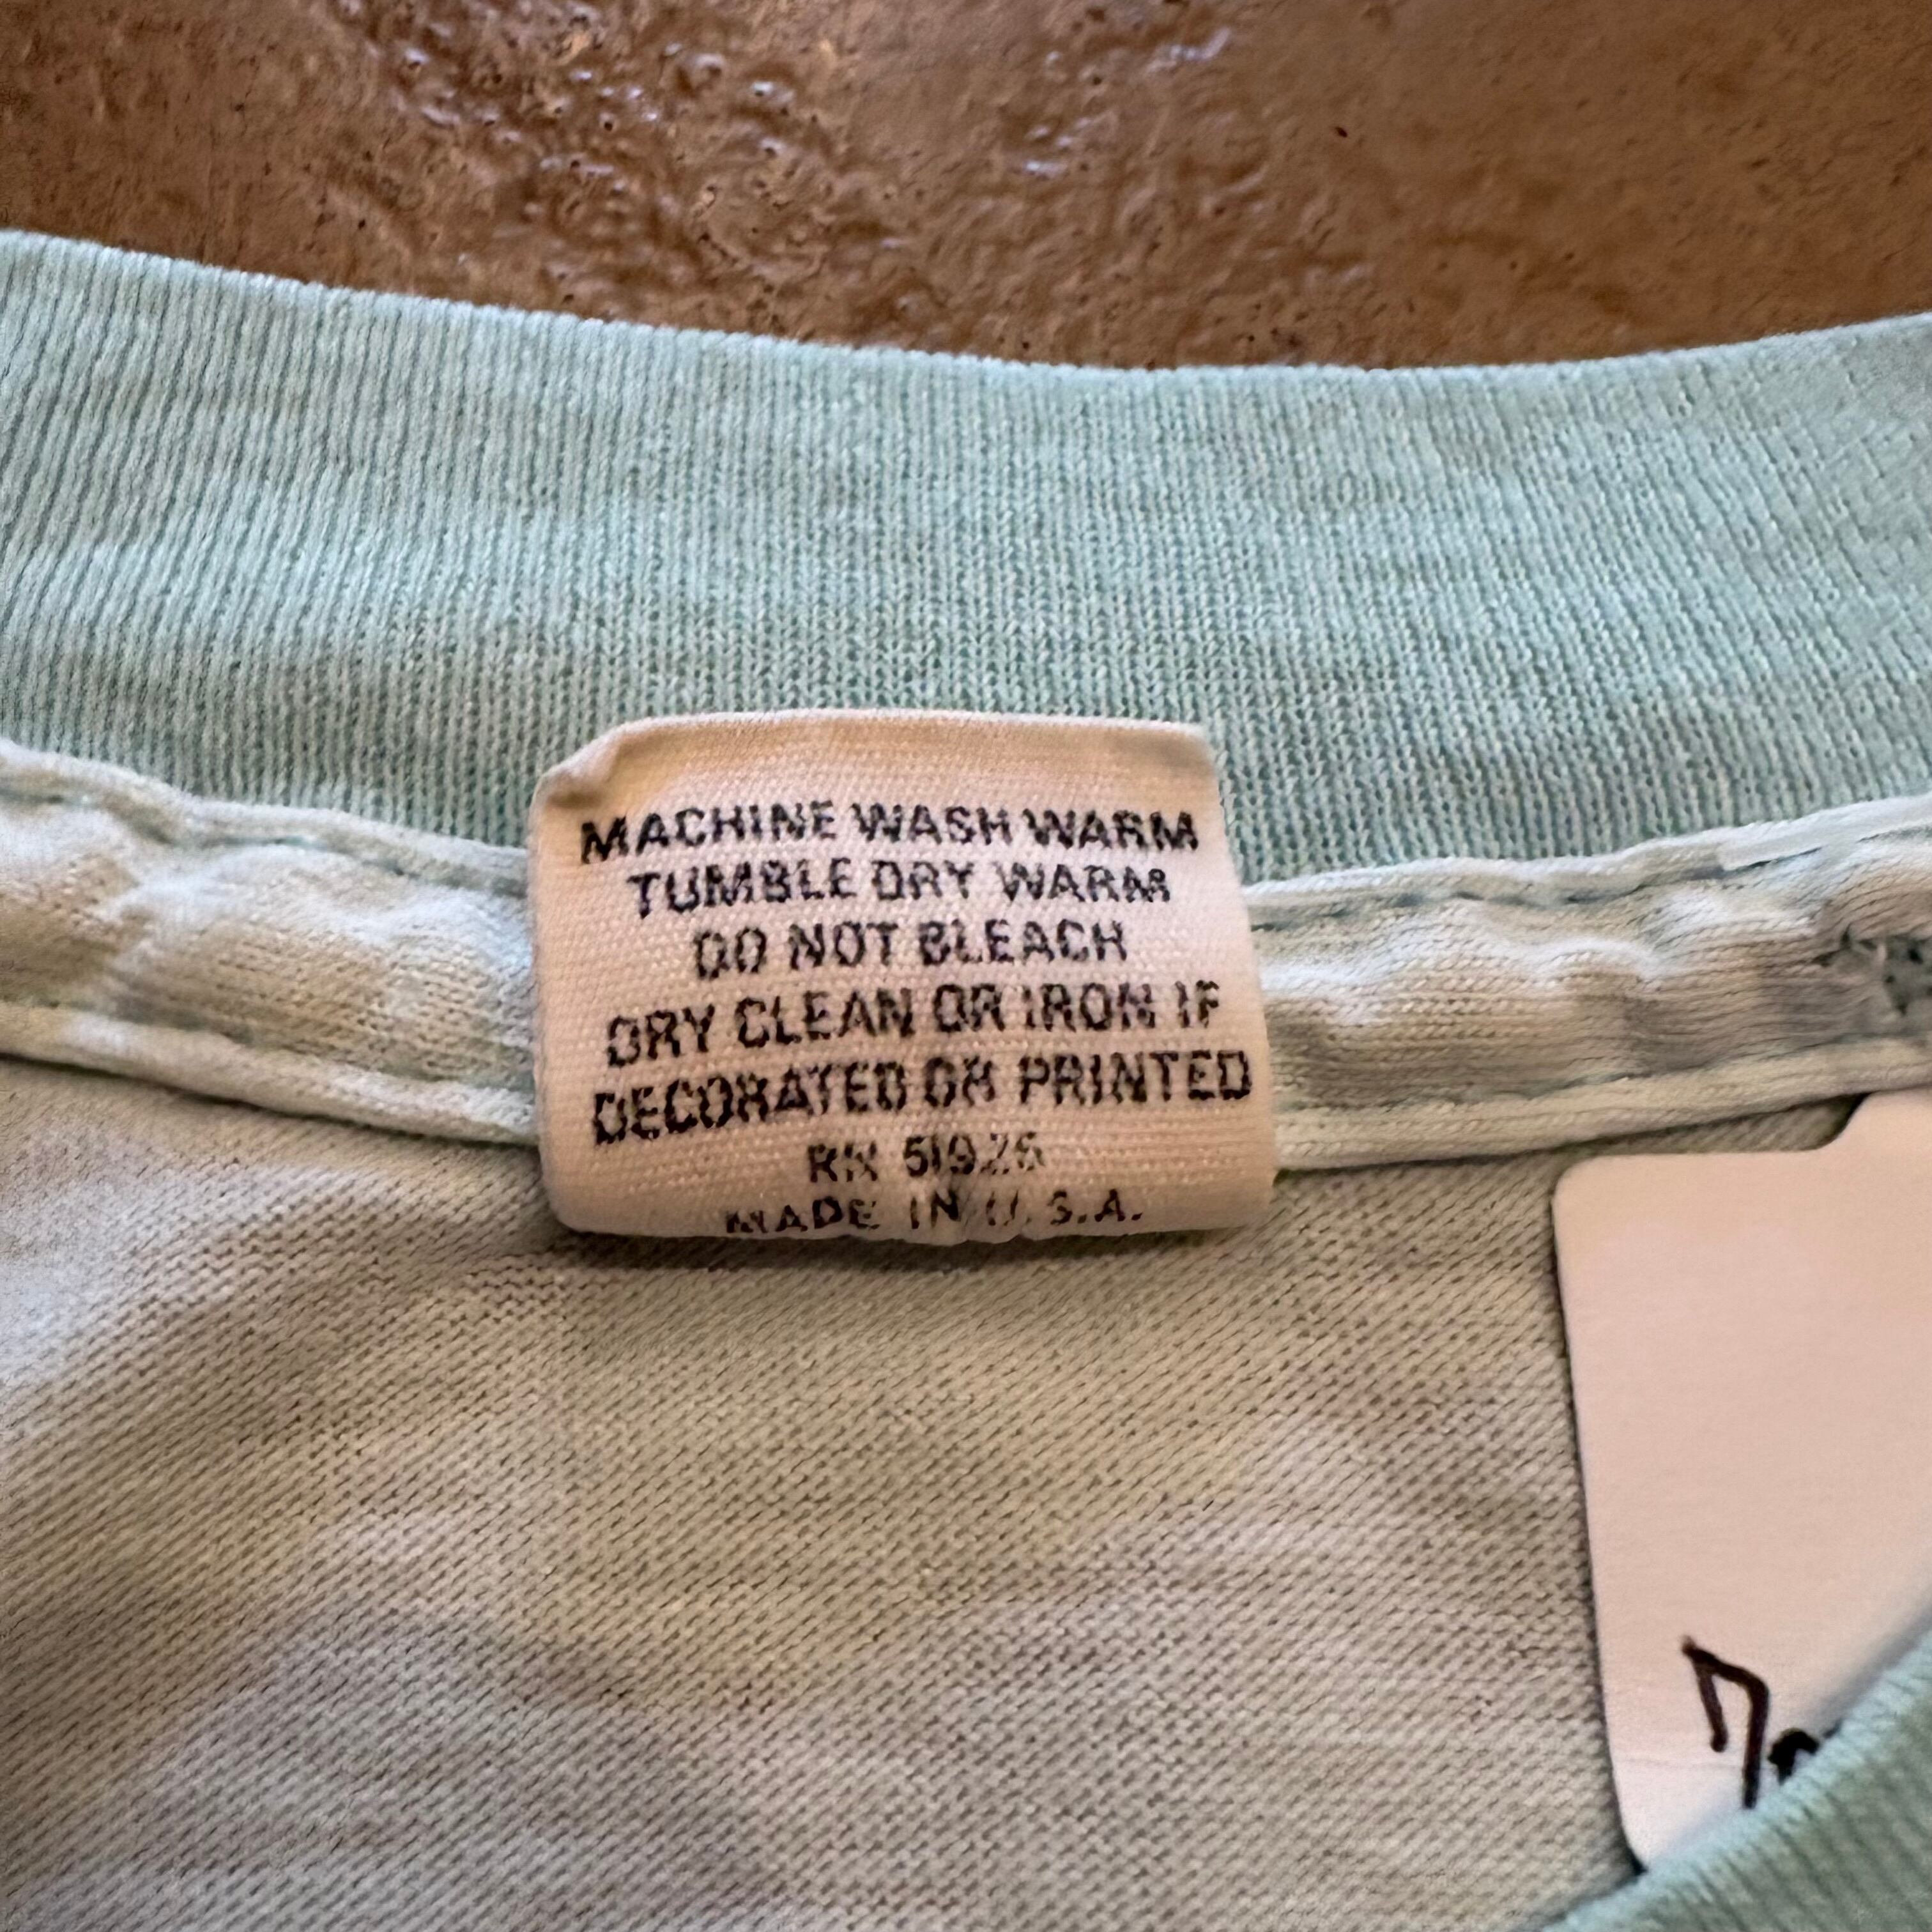 MACHINE WASH WARM
TUMBLE DRY WARM
DO NOT BLEACH
DRY CLEAN OR IRON IF
DECORATED OR PRINTED
RN 51926
MADE IN U.S.A.